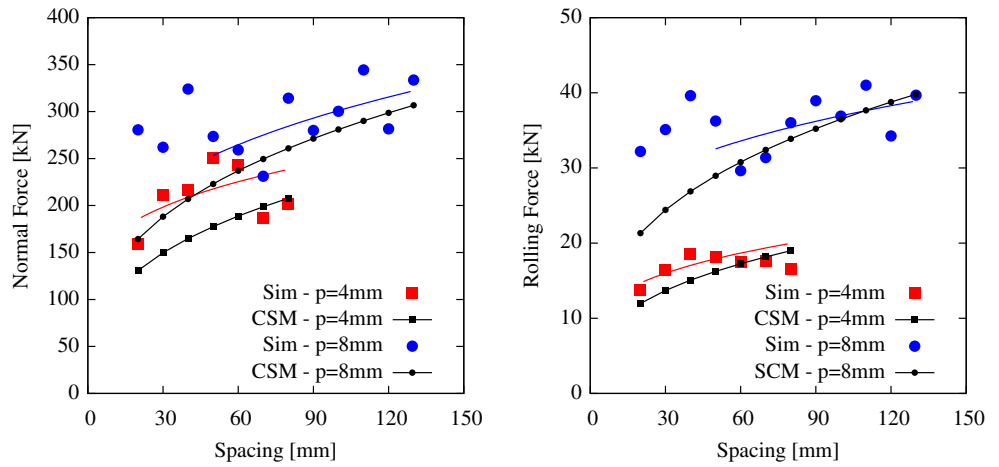 400
350
300
250
200
150
100
50
0
Normal Force [kN]
Sim - p=4mm
CSM - p=4mm
Sim - p=8mm
CSM - p=8mm
0 30 60 90 120 150
Spacing [mm]
50
40
30
20
10
0
Rolling Force [kN]
Sim - p=4mm
CSM - p=4mm
Sim - p=8mm
SCM - p=8mm
0 30 60 90 120 150
Spacing [mm]